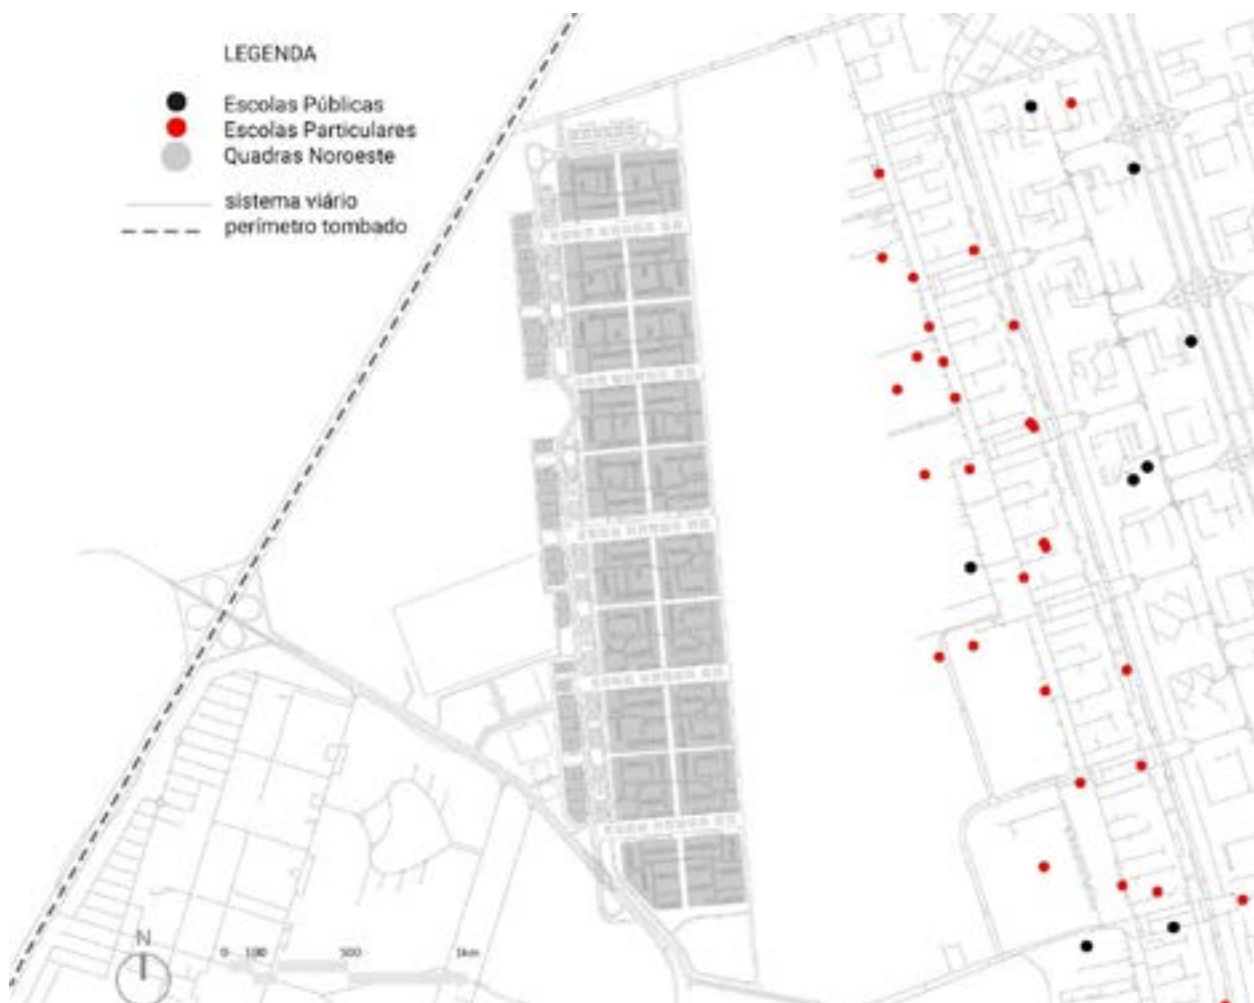 LEGENDA
Escolas Públicas
Escolas Particulares
Quadras Noroeste
sistema viário
perímetro tombado
N
0 100 500 1km